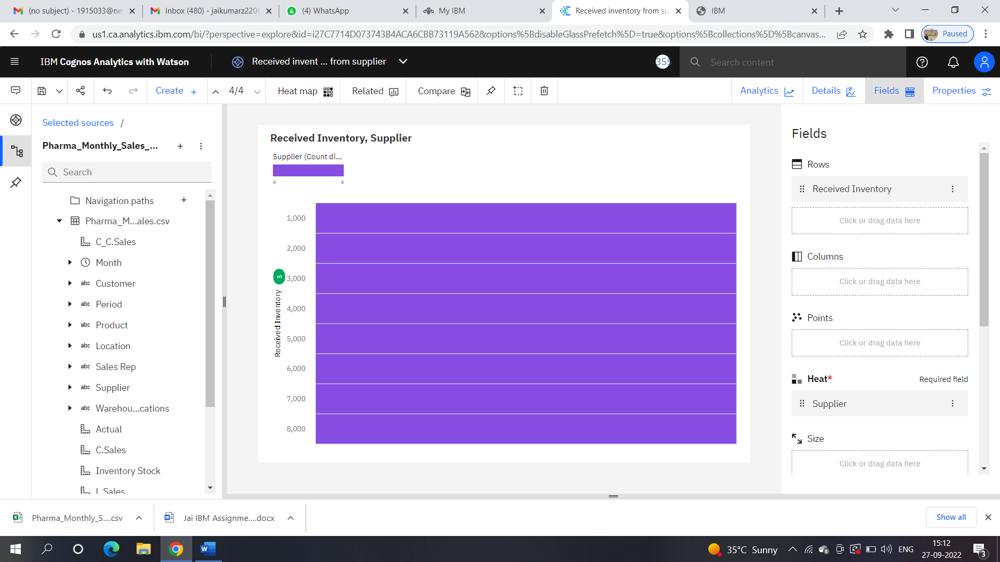 (no subject) - 1915033@ne
Inbox (480) - jaikumarz2206
(4) WhatsApp
My IBM
Received inventory from su
IBM
us1.ca.analytics.ibm.com/bi/?perspective=explore&id=i27C7714D073743B4ACA6CBB73119A562&options%5BdisableGlassPrefetch%5D=true&options%5Bcollections%5D%5Bcanvas...
Paused
IBM Cognos Analytics with Watson
Received invent ... from supplier
355
Search content
Create
4/4
Heat map
Related
Compare
Analytics
Details
Fields
Properties
Selected sources /
Pharma_Monthly_Sales_...
Search
Navigation paths
Pharma_M...ales.csv
C_C.Sales
Month
abc Customer
abc Period
abc Product
abc Location
abc Sales Rep
abc Supplier
abc Warehou...cations
Actual
C.Sales
Inventory Stock
Received Inventory, Supplier
Supplier (Count di...
4 4
1,000
2,000
3,000
4,000
5,000
6,000
7,000
8,000
Received Inventory
3
Fields
Rows
Received Inventory
Click or drag data here
Columns
Click or drag data here
Points
Click or drag data here
Heat* Required field
Supplier
Size
Click or drag data here
Pharma_Monthly_S....csv
Jai IBM Assignme....docx
Show all
35°C Sunny
ENG
15:12
27-09-2022
3